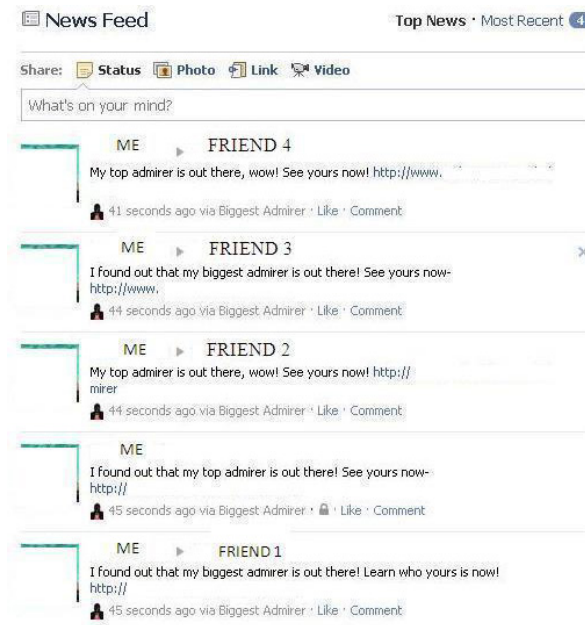 News Feed
Top News · Most Recent 4
Share: Status Photo Link Video
What's on your mind?
ME FRIEND 4
My top admirer is out there, wow! See yours now! http://www.
41 seconds ago via Biggest Admirer · Like · Comment
ME FRIEND 3
I found out that my biggest admirer is out there! See yours now-
http://www.
44 seconds ago via Biggest Admirer · Like · Comment
ME FRIEND 2
My top admirer is out there, wow! See yours now! http://
mirer
44 seconds ago via Biggest Admirer · Like · Comment
ME
I found out that my top admirer is out there! See yours now-
http://
45 seconds ago via Biggest Admirer · Like · Comment
ME FRIEND 1
I found out that my biggest admirer is out there! Learn who yours is now!
http://
45 seconds ago via Biggest Admirer · Like · Comment